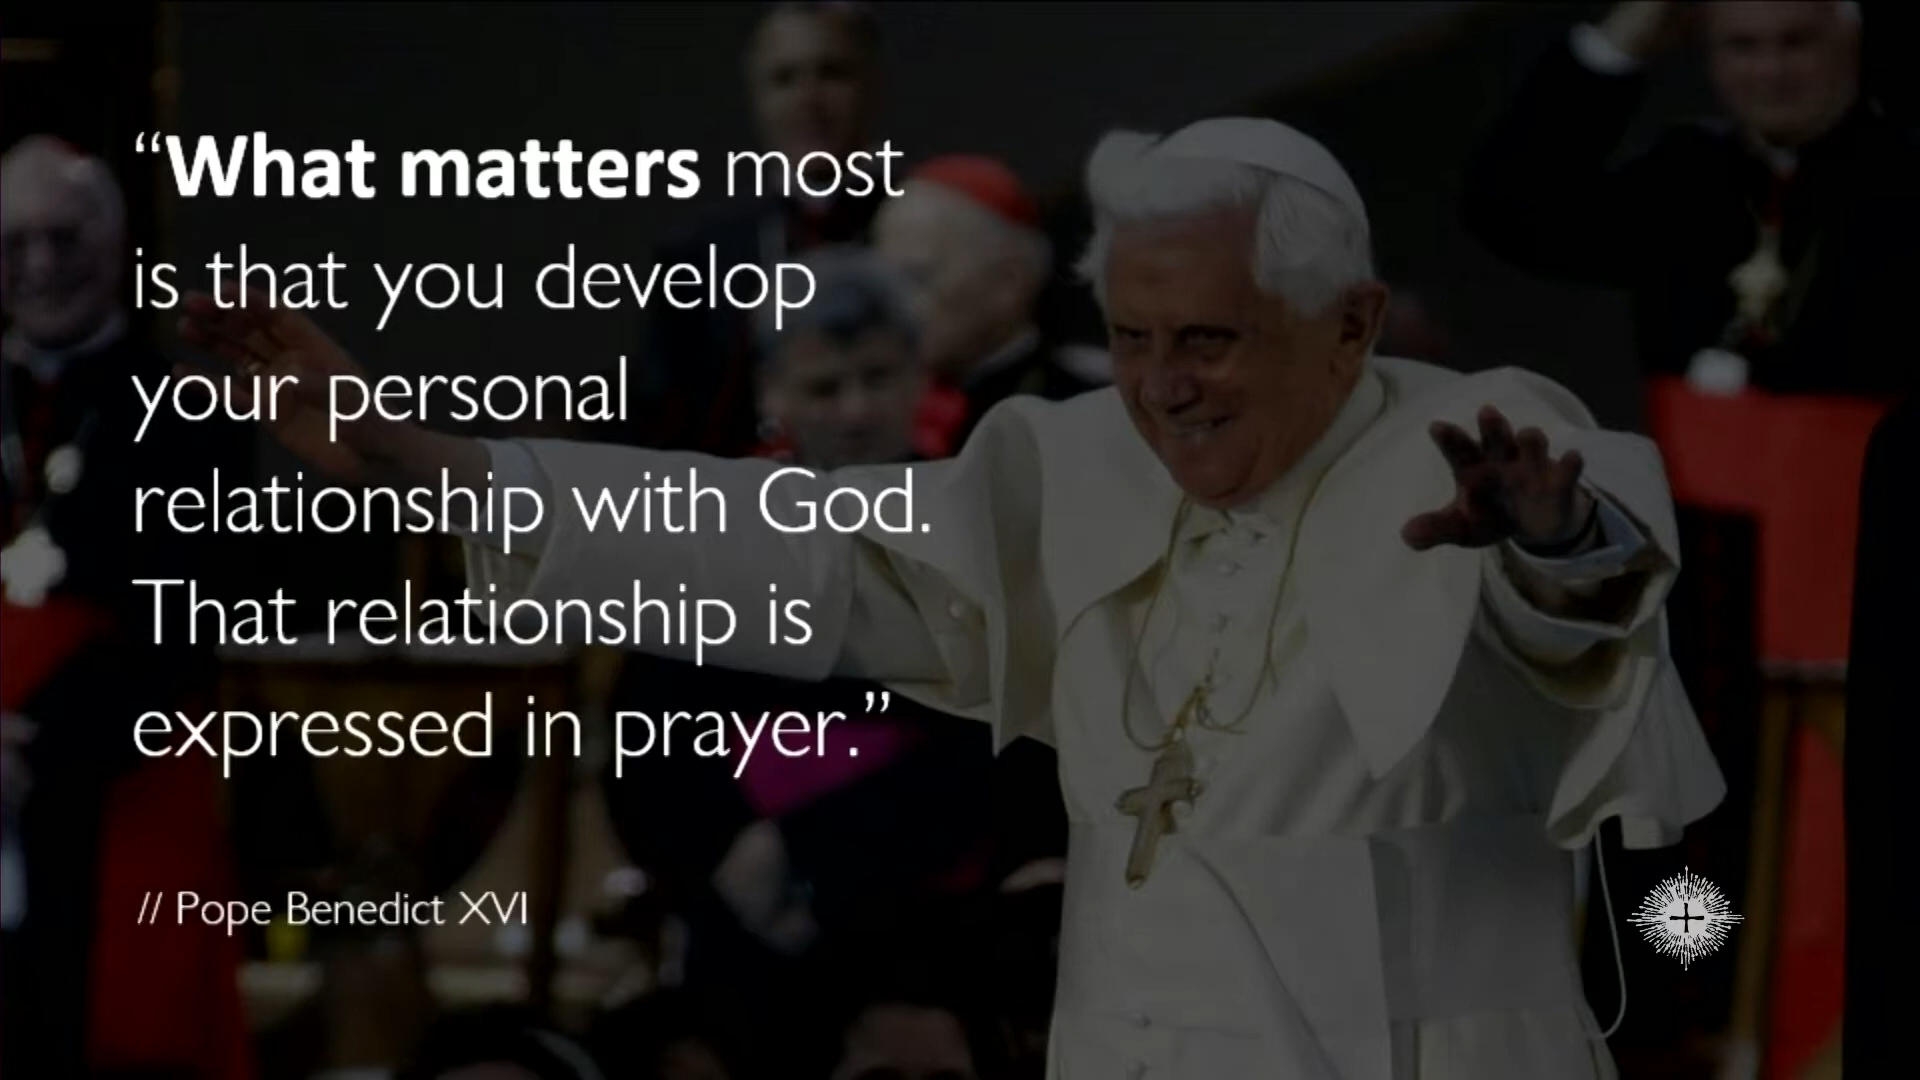 “What matters most
is that you develop
your personal
relationship with God.
That relationship is
expressed in prayer.”
// Pope Benedict XVI